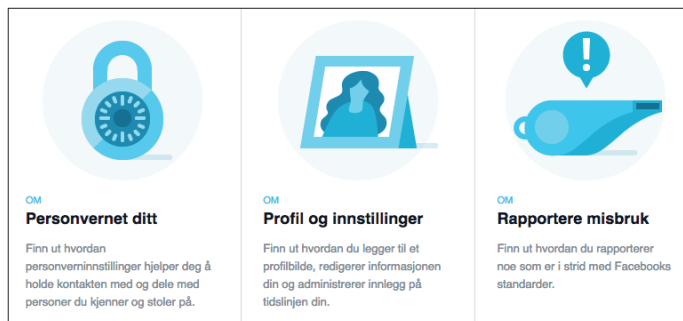 OM
Personvernet ditt
Finn ut hvordan
personverninnstillinger hjelper deg å
holde kontakten med og dele med
personer du kjenner og stoler på.
OM
Profil og innstillinger
Finn ut hvordan du legger til et
profilbilde, redigerer informasjonen
din og administrerer innlegg på
tidslinjen din.
!
OM
Rapportere misbruk
Finn ut hvordan du rapporterer
noe som er i strid med Facebooks
standarder.